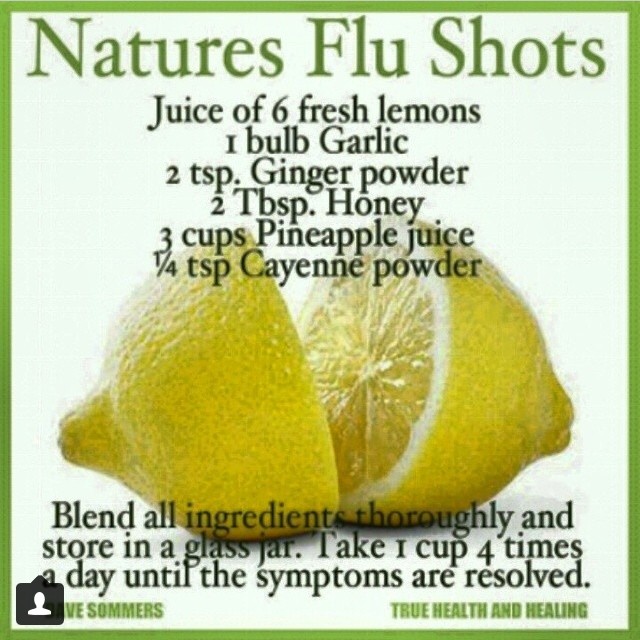 Natures Flu Shots
Juice of 6 fresh lemons
1 bulb Garlic
2 tsp. Ginger powder
2 Tbsp. Honey
3 cups Pineapple juice
¼ tsp Cayenne powder
Blend all ingredients thoroughly and
store in a glass jar. Take 1 cup 4 times
a day until the symptoms are resolved.
AVE SOMMERS TRUE HEALTH AND HEALING